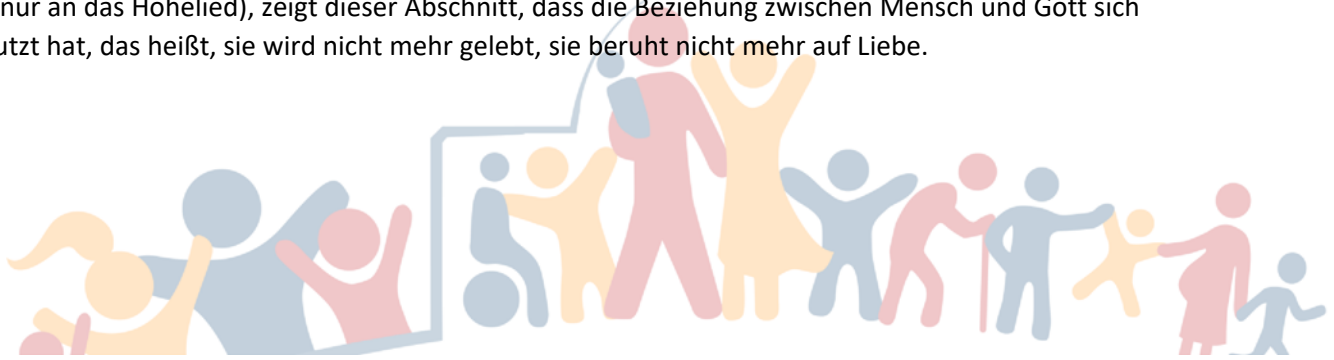 nur an das Hohelied), zeigt dieser Abschnitt, dass die Beziehung zwischen Mensch und Gott sich
utzt hat, das heißt, sie wird nicht mehr gelebt, sie beruht nicht mehr auf Liebe.